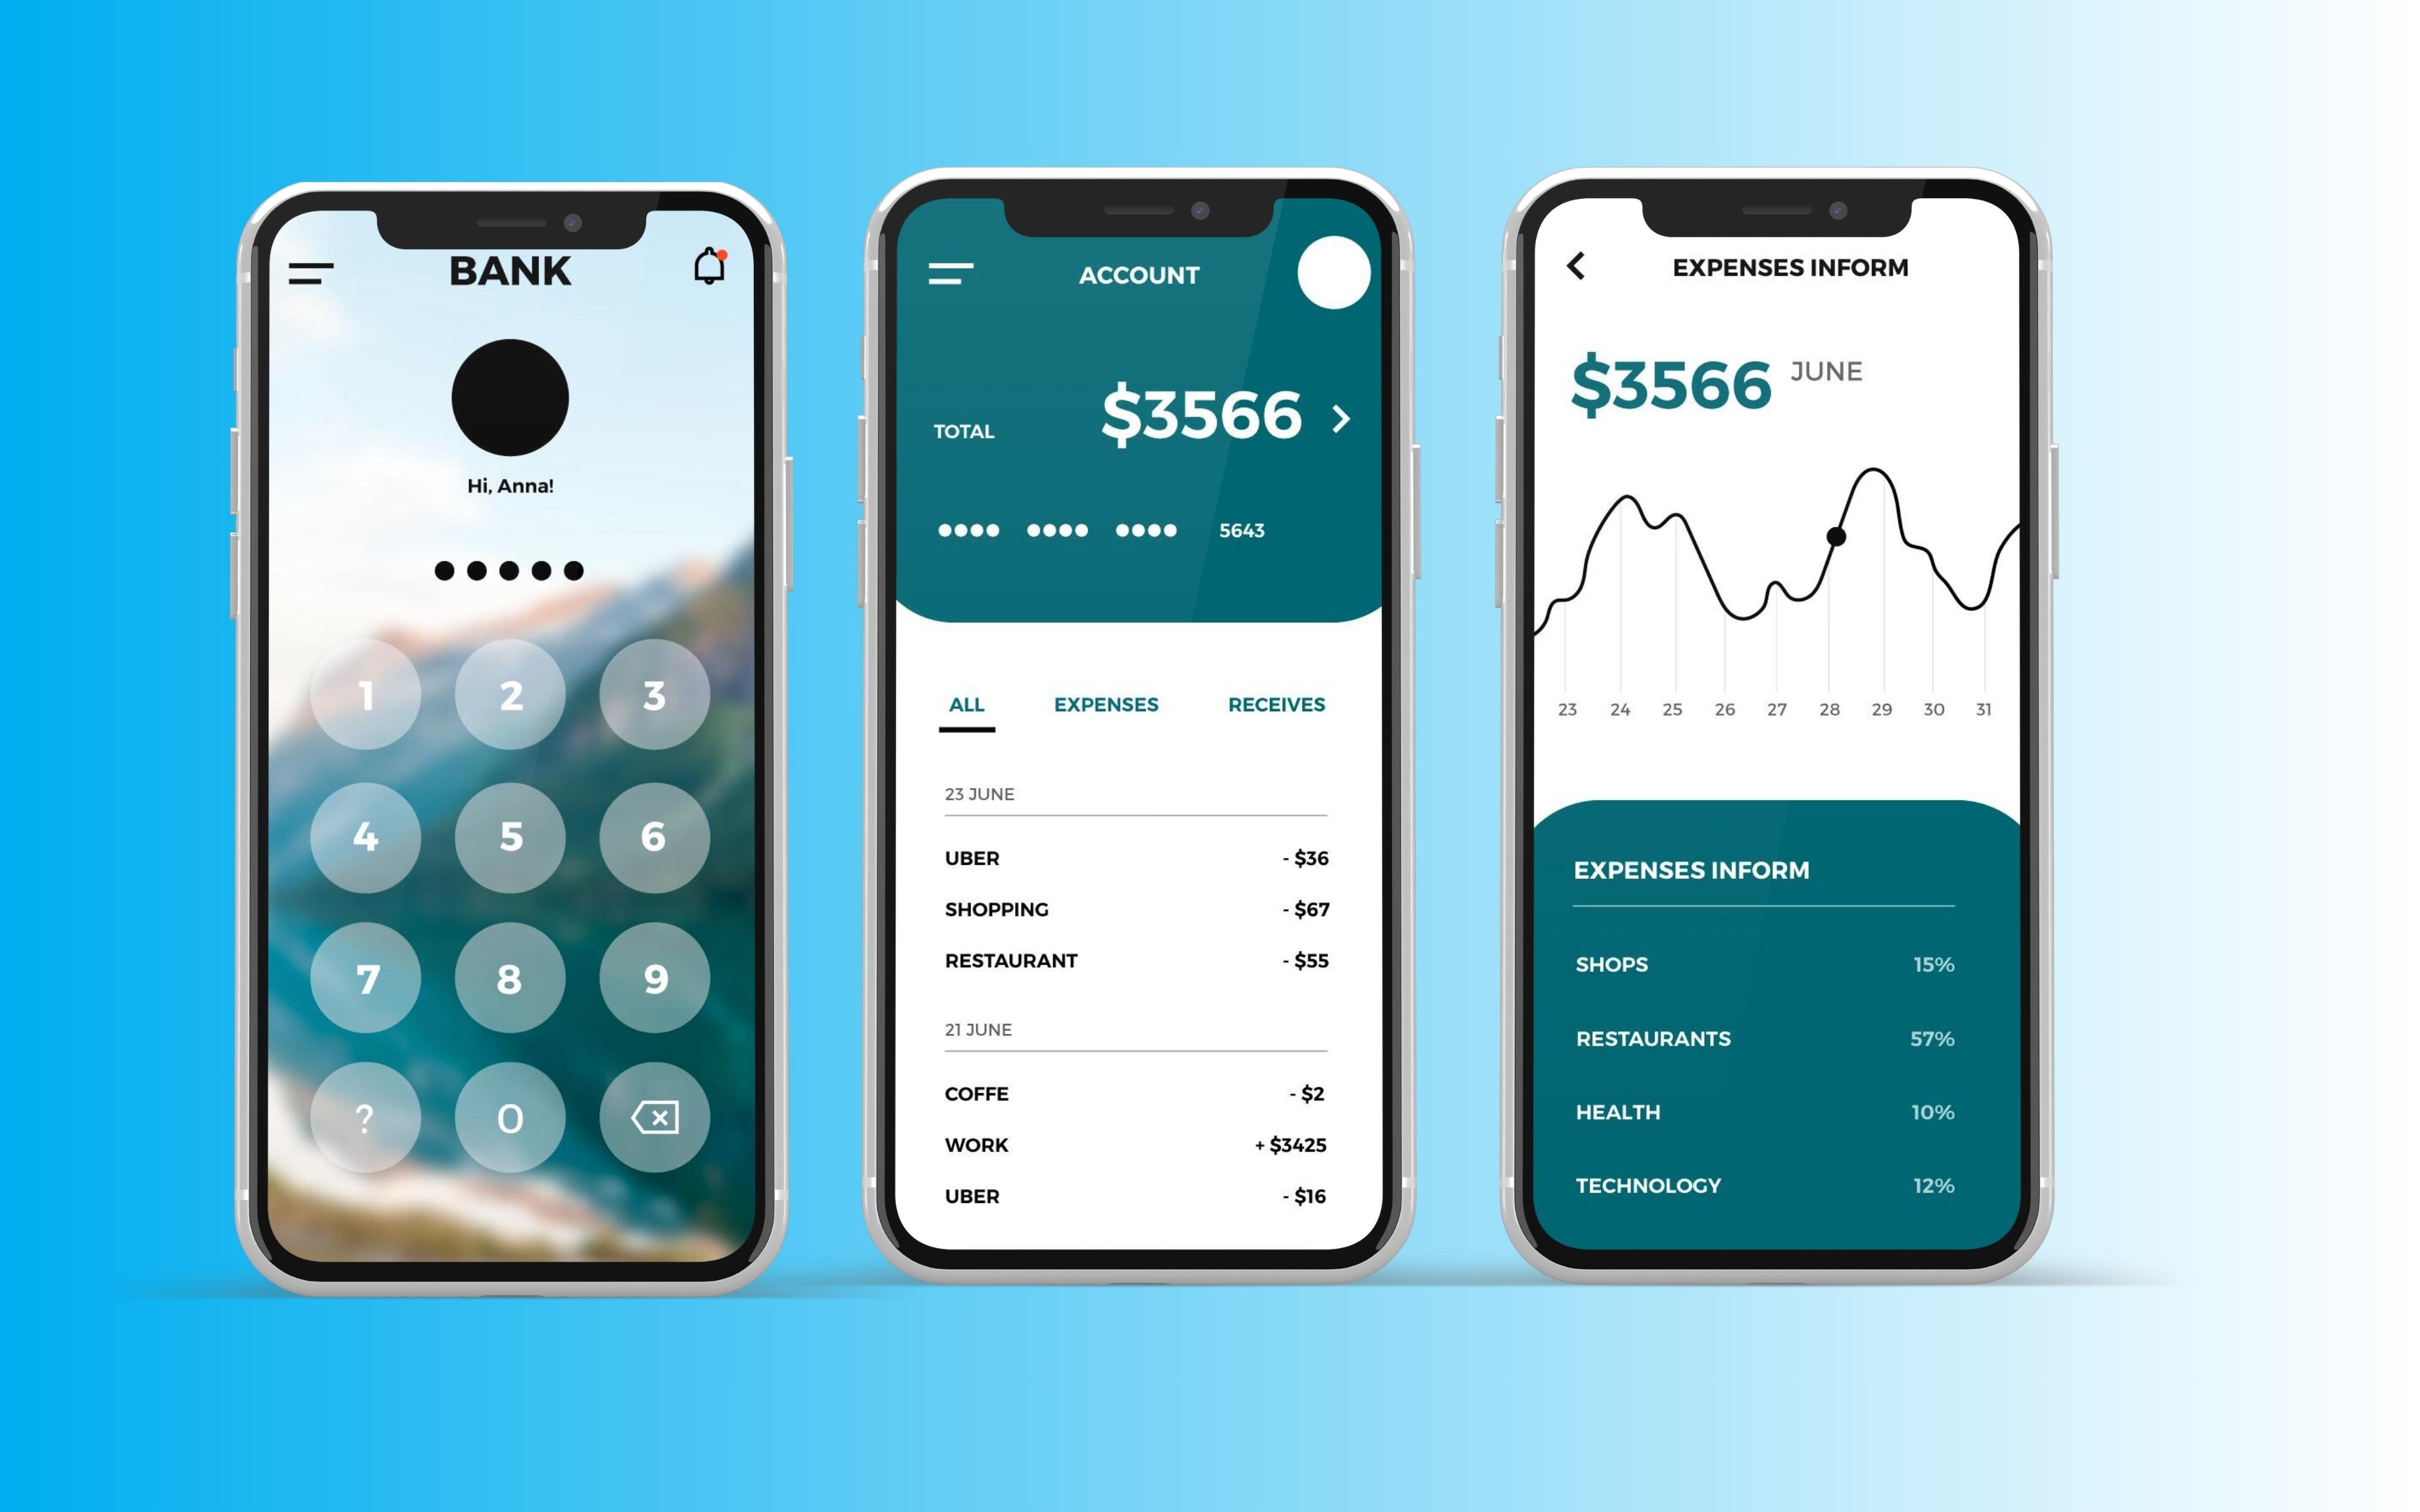 BANK
Hi, Anna!
1 2 3
4 5 6
7 8 9
? 0
ACCOUNT
TOTAL $3566
5643
ALL EXPENSES RECEIVES
23 JUNE
UBER - $36
SHOPPING - $67
RESTAURANT - $55
21 JUNE
COFFE - $2
WORK + $3425
UBER - $16
EXPENSES INFORM
$3566 JUNE
23 24 25 26 27 28 29 30 31
EXPENSES INFORM
SHOPS 15%
RESTAURANTS 57%
HEALTH 10%
TECHNOLOGY 12%